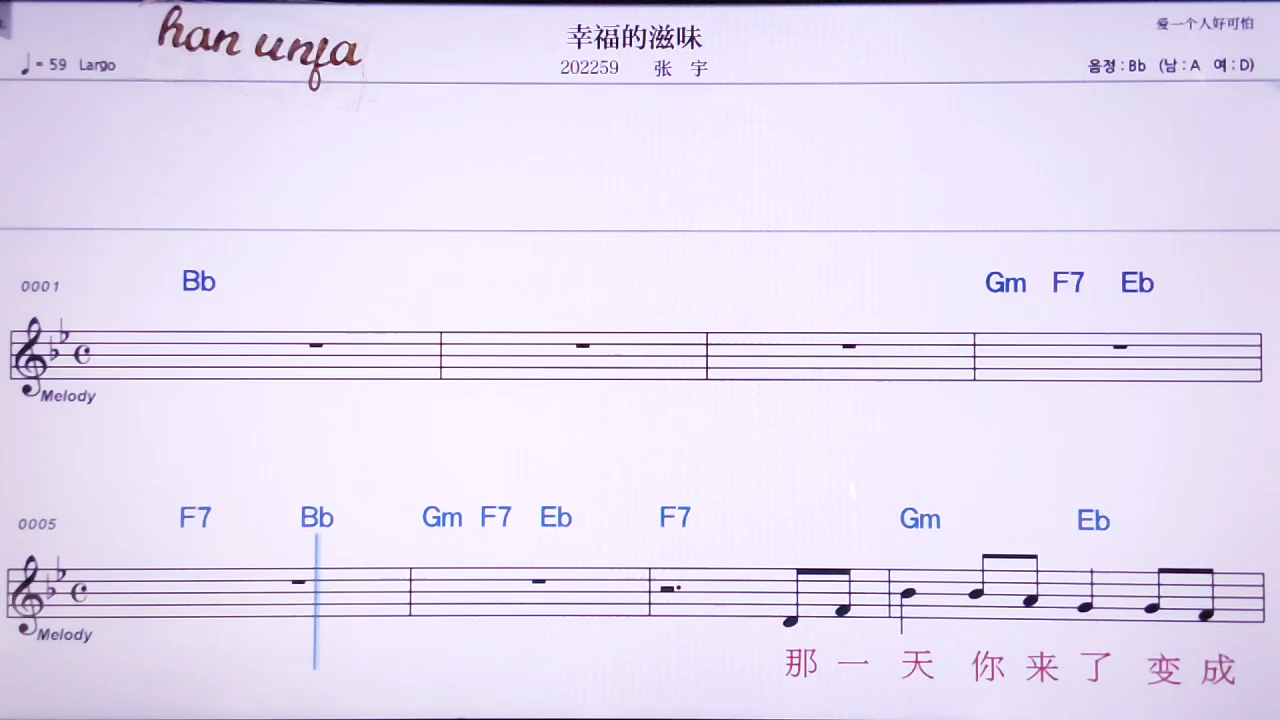 han unfa
幸福的滋味
爱一个人好可怕
♩= 59 Largo
202259 张 宇
음정 : Bb (남 : A 여 : D)
0001 Bb Gm F7 Eb
Melody
0005 F7 Bb Gm F7 Eb F7 Gm Eb
Melody
那 一 天 你 来 了 变 成